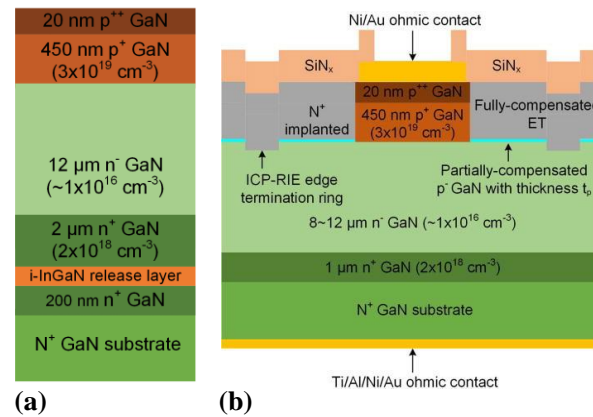 20 nm p⁺⁺ GaN
450 nm p⁺ GaN
(3x10¹⁹ cm⁻³)
12 µm n⁻ GaN
(~1x10¹⁶ cm⁻³)
2 µm n⁺ GaN
(2x10¹⁸ cm⁻³)
i-InGaN release layer
200 nm n⁺ GaN
N⁺ GaN substrate
(a)
Ni/Au ohmic contact
SiNₓ
SiNₓ
20 nm p⁺⁺ GaN
450 nm p⁺ GaN
(3x10¹⁹ cm⁻³)
N⁺
implanted
Fully-compensated
ET
ICP-RIE edge
termination ring
Partially-compensated
p⁻ GaN with thickness tₚ
8~12 µm n⁻ GaN (~1x10¹⁶ cm⁻³)
1 µm n⁺ GaN (2x10¹⁸ cm⁻³)
N⁺ GaN substrate
Ti/Al/Ni/Au ohmic contact
(b)